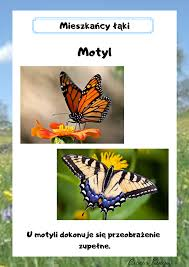 Mieszkańcy łąki
Motyl
U motyli dokonuje się przeobrażenie
zupełne.